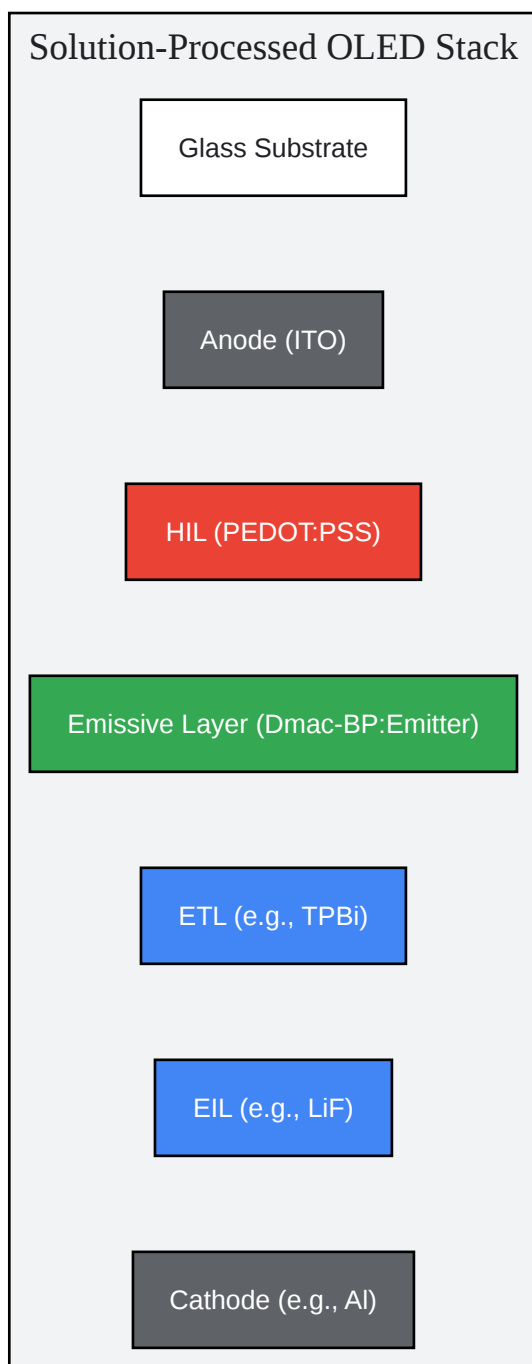 Solution-Processed OLED Stack
Glass Substrate
Anode (ITO)
HIL (PEDOT:PSS)
Emissive Layer (Dmac-BP:Emitter)
ETL (e.g., TPBi)
EIL (e.g., LiF)
Cathode (e.g., Al)